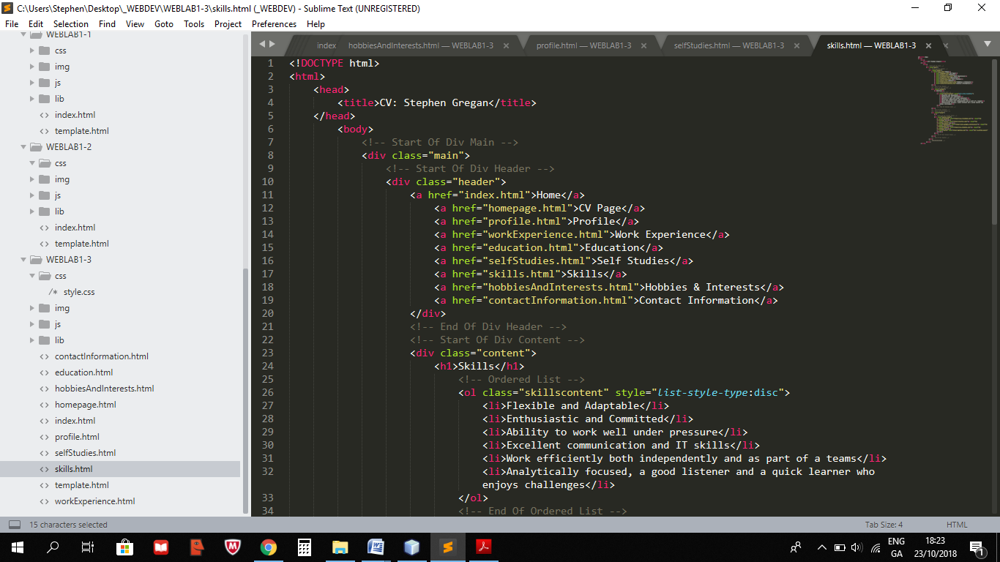 C:\Users\Stephen\Desktop\_WEBDEV\WEBLAB1-3\skills.html (_WEBDEV) - Sublime Text (UNREGISTERED)
File Edit Selection Find View Goto Tools Project Preferences Help
WEBLAB1-1
css
img
js
lib
index.html
template.html
WEBLAB1-2
css
img
js
lib
index.html
template.html
WEBLAB1-3
css
/* style.css
img
js
lib
contactInformation.html
education.html
hobbiesAndInterests.html
homepage.html
index.html
profile.html
selfStudies.html
skills.html
template.html
workExperience.html
index hobbiesAndInterests.html — WEBLAB1-3 profile.html — WEBLAB1-3 selfStudies.html — WEBLAB1-3 skills.html — WEBLAB1-3
1 <!DOCTYPE html>
2 <html>
3 <head>
4 <title>CV: Stephen Gregan</title>
5 </head>
6 <body>
7 <!-- Start Of Div Main -->
8 <div class="main">
9 <!-- Start Of Div Header -->
10 <div class="header">
11 <a href="index.html">Home</a>
12 <a href="homepage.html">CV Page</a>
13 <a href="profile.html">Profile</a>
14 <a href="workExperience.html">Work Experience</a>
15 <a href="education.html">Education</a>
16 <a href="selfStudies.html">Self Studies</a>
17 <a href="skills.html">Skills</a>
18 <a href="hobbiesAndInterests.html">Hobbies & Interests</a>
19 <a href="contactInformation.html">Contact Information</a>
20 </div>
21 <!-- End Of Div Header -->
22 <!-- Start Of Div Content -->
23 <div class="content">
24 <h1>Skills</h1>
25 <!-- Ordered List -->
26 <ol class="skillscontent" style="list-style-type:disc">
27 <li>Flexible and Adaptable</li>
28 <li>Enthusiastic and Committed</li>
29 <li>Ability to work well under pressure</li>
30 <li>Excellent communication and IT skills</li>
31 <li>Work efficiently both independently and as part of a teams</li>
32 <li>Analytically focused, a good listener and a quick learner who
enjoys challenges</li>
33 </ol>
34 <!-- End Of Ordered List -->
15 characters selected Tab Size: 4 HTML
ENG 18:23
GA 23/10/2018 1